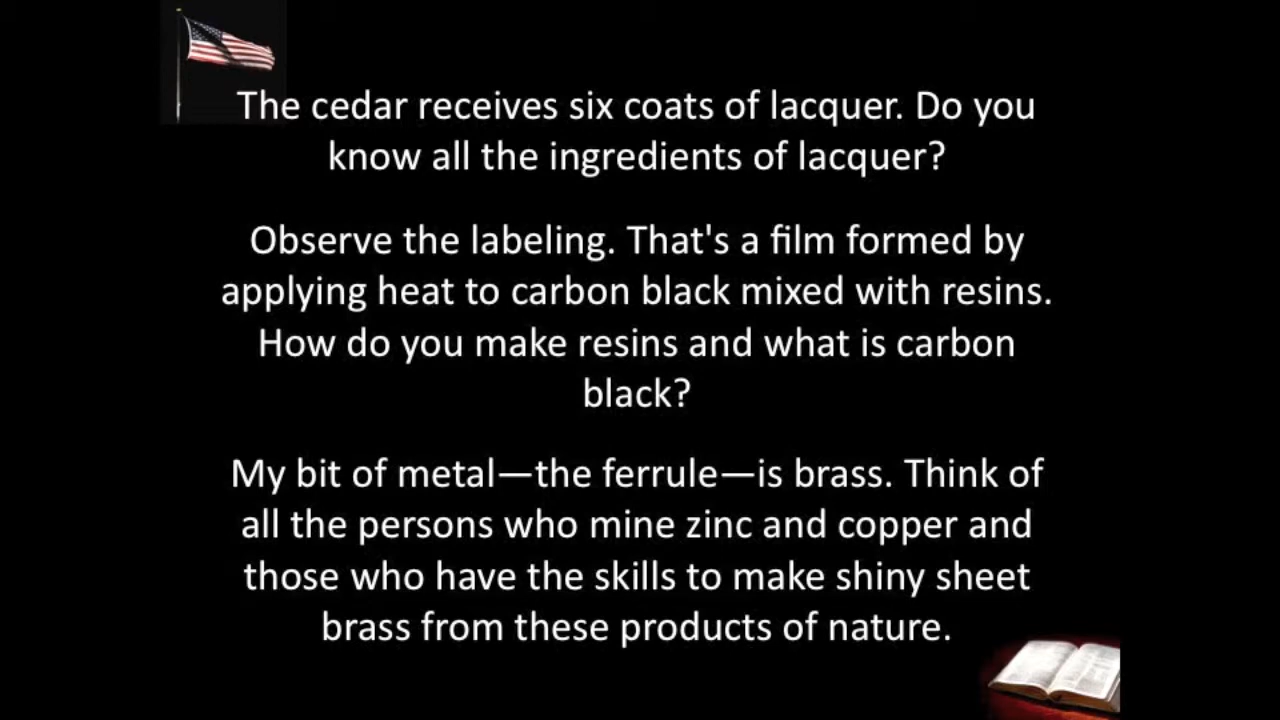 The cedar receives six coats of lacquer. Do you
know all the ingredients of lacquer?
Observe the labeling. That's a film formed by
applying heat to carbon black mixed with resins.
How do you make resins and what is carbon
black?
My bit of metal—the ferrule—is brass. Think of
all the persons who mine zinc and copper and
those who have the skills to make shiny sheet
brass from these products of nature.